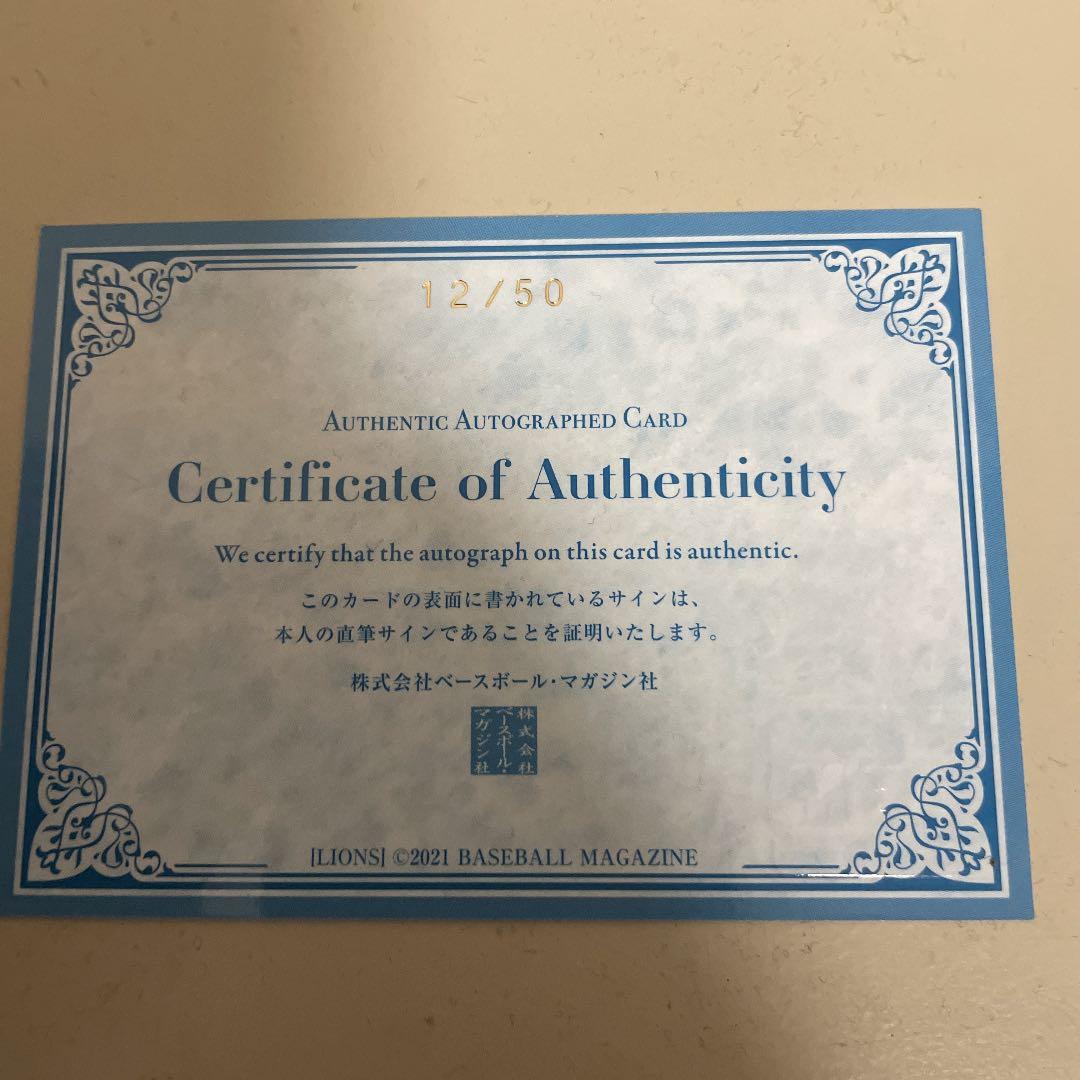 12/50
AUTHENTIC AUTOGRAPHED CARD
Certificate of Authenticity
We certify that the autograph on this card is authentic.
このカードの表面に書かれているサインは、
本人の直筆サインであることを証明いたします。
株式会社ベースボール・マガジン社
株式会社
ベースボール・
マガジン社
[LIONS] ©2021 BASEBALL MAGAZINE